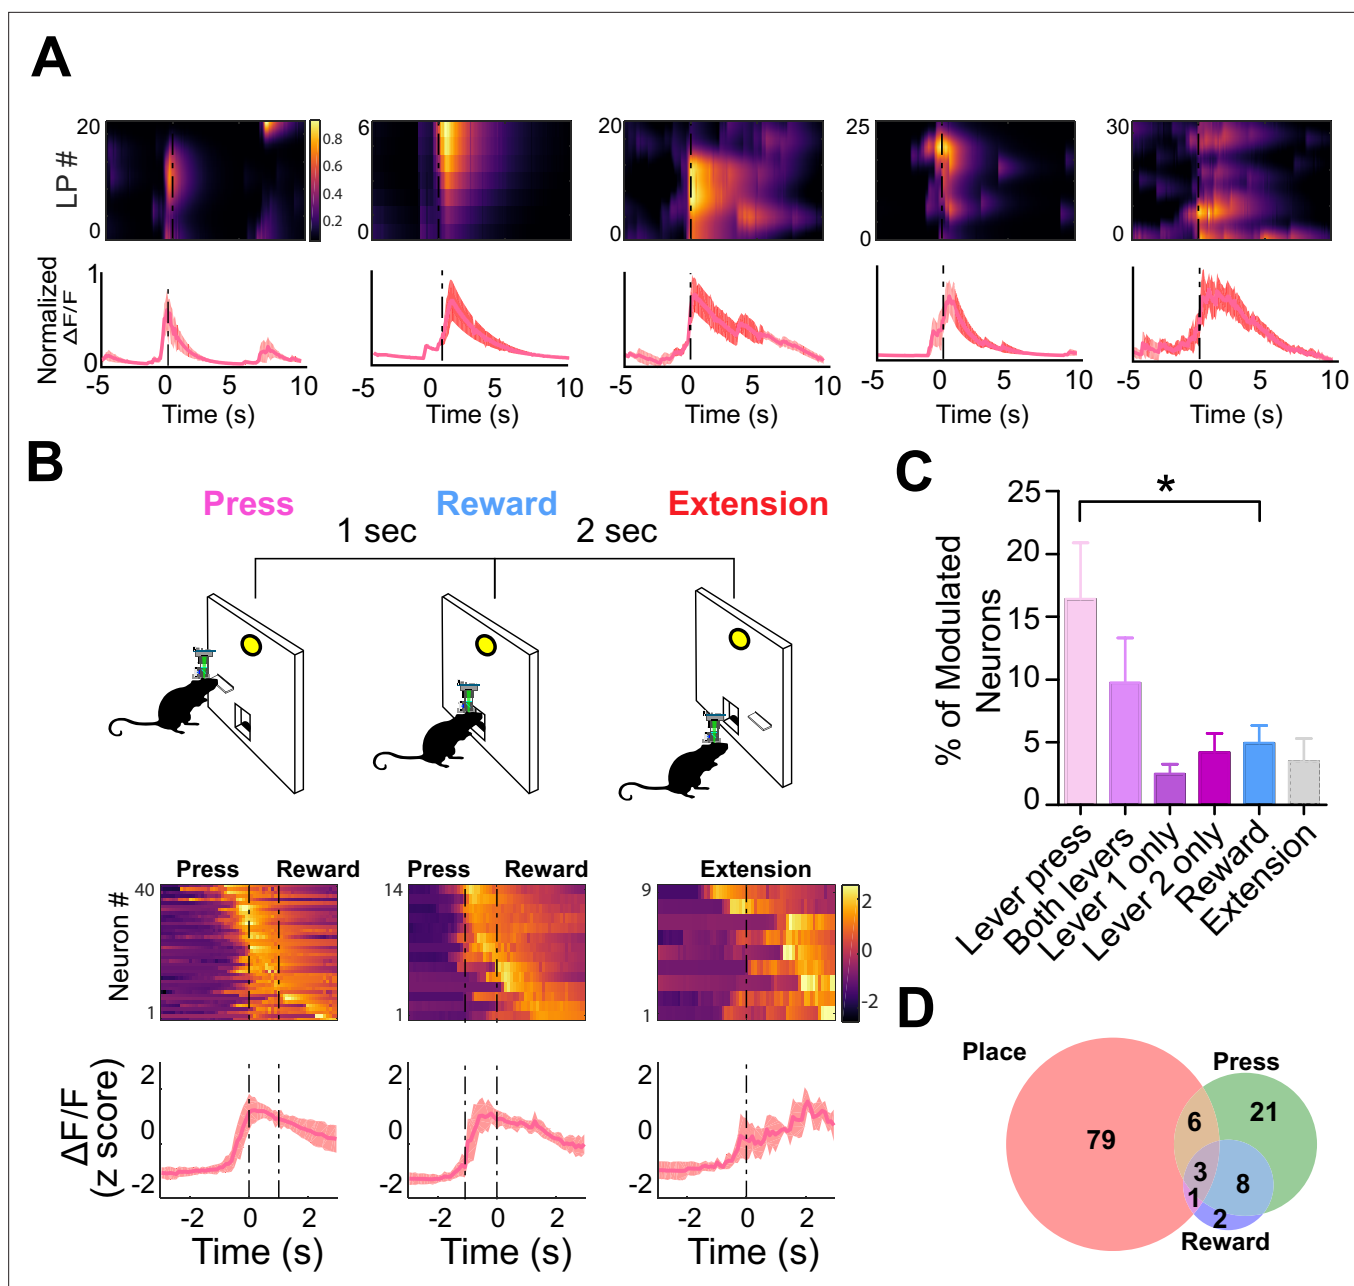 A
LP #
20
0
0.8
0.6
0.4
0.2
6
0
20
0
25
0
30
0
Normalized
ΔF/F
1
0
-5 0 5 10
Time (s)
-5 0 5 10
Time (s)
-5 0 5 10
Time (s)
-5 0 5 10
Time (s)
-5 0 5 10
Time (s)
B
Press Reward Extension
1 sec 2 sec
Press Reward
Neuron #
40
1
Press Reward
14
1
Extension
9
1
2
0
-2
ΔF/F
(z score)
2
0
-2
-2 0 2
Time (s)
2
0
-2
-2 0 2
Time (s)
2
0
-2
-2 0 2
Time (s)
C
% of Modulated
Neurons
25
20
15
10
5
0
*
Lever press
Both levers
Lever 1 only
Lever 2 only
Reward
Extension
D
Place
Press
79
6
21
3
8
1
2
Reward